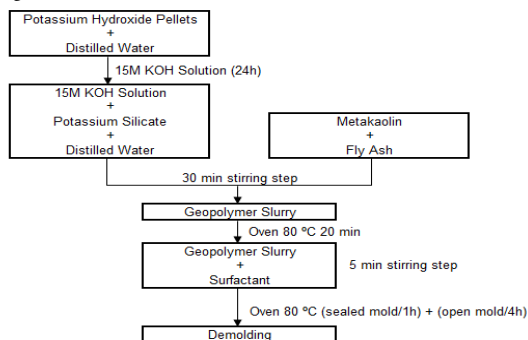 Potassium Hydroxide Pellets
+
Distilled Water
15M KOH Solution (24h)
15M KOH Solution
+
Potassium Silicate
+
Distilled Water
Metakaolin
+
Fly Ash
30 min stirring step
Geopolymer Slurry
Oven 80 ºC 20 min
Geopolymer Slurry
+
Surfactant
5 min stirring step
Oven 80 ºC (sealed mold/1h) + (open mold/4h)
Demolding